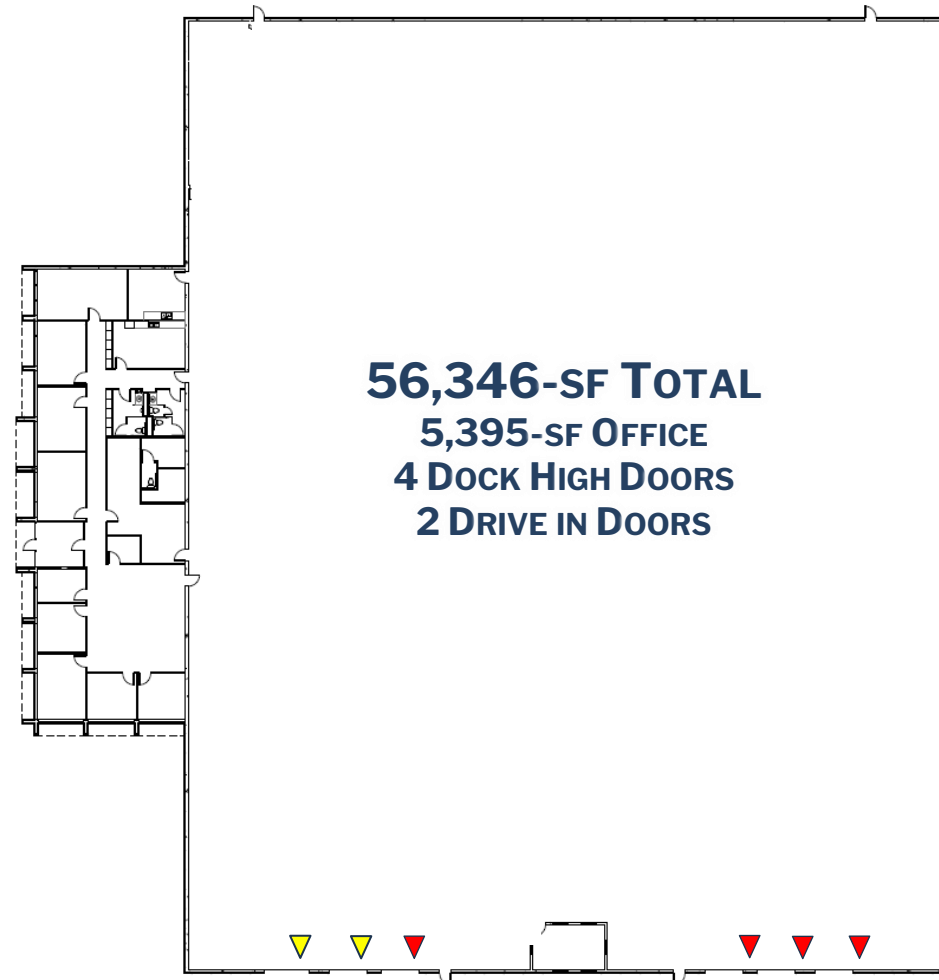 56,346-SF TOTAL
5,395-SF OFFICE
4 DOCK HIGH DOORS
2 DRIVE IN DOORS